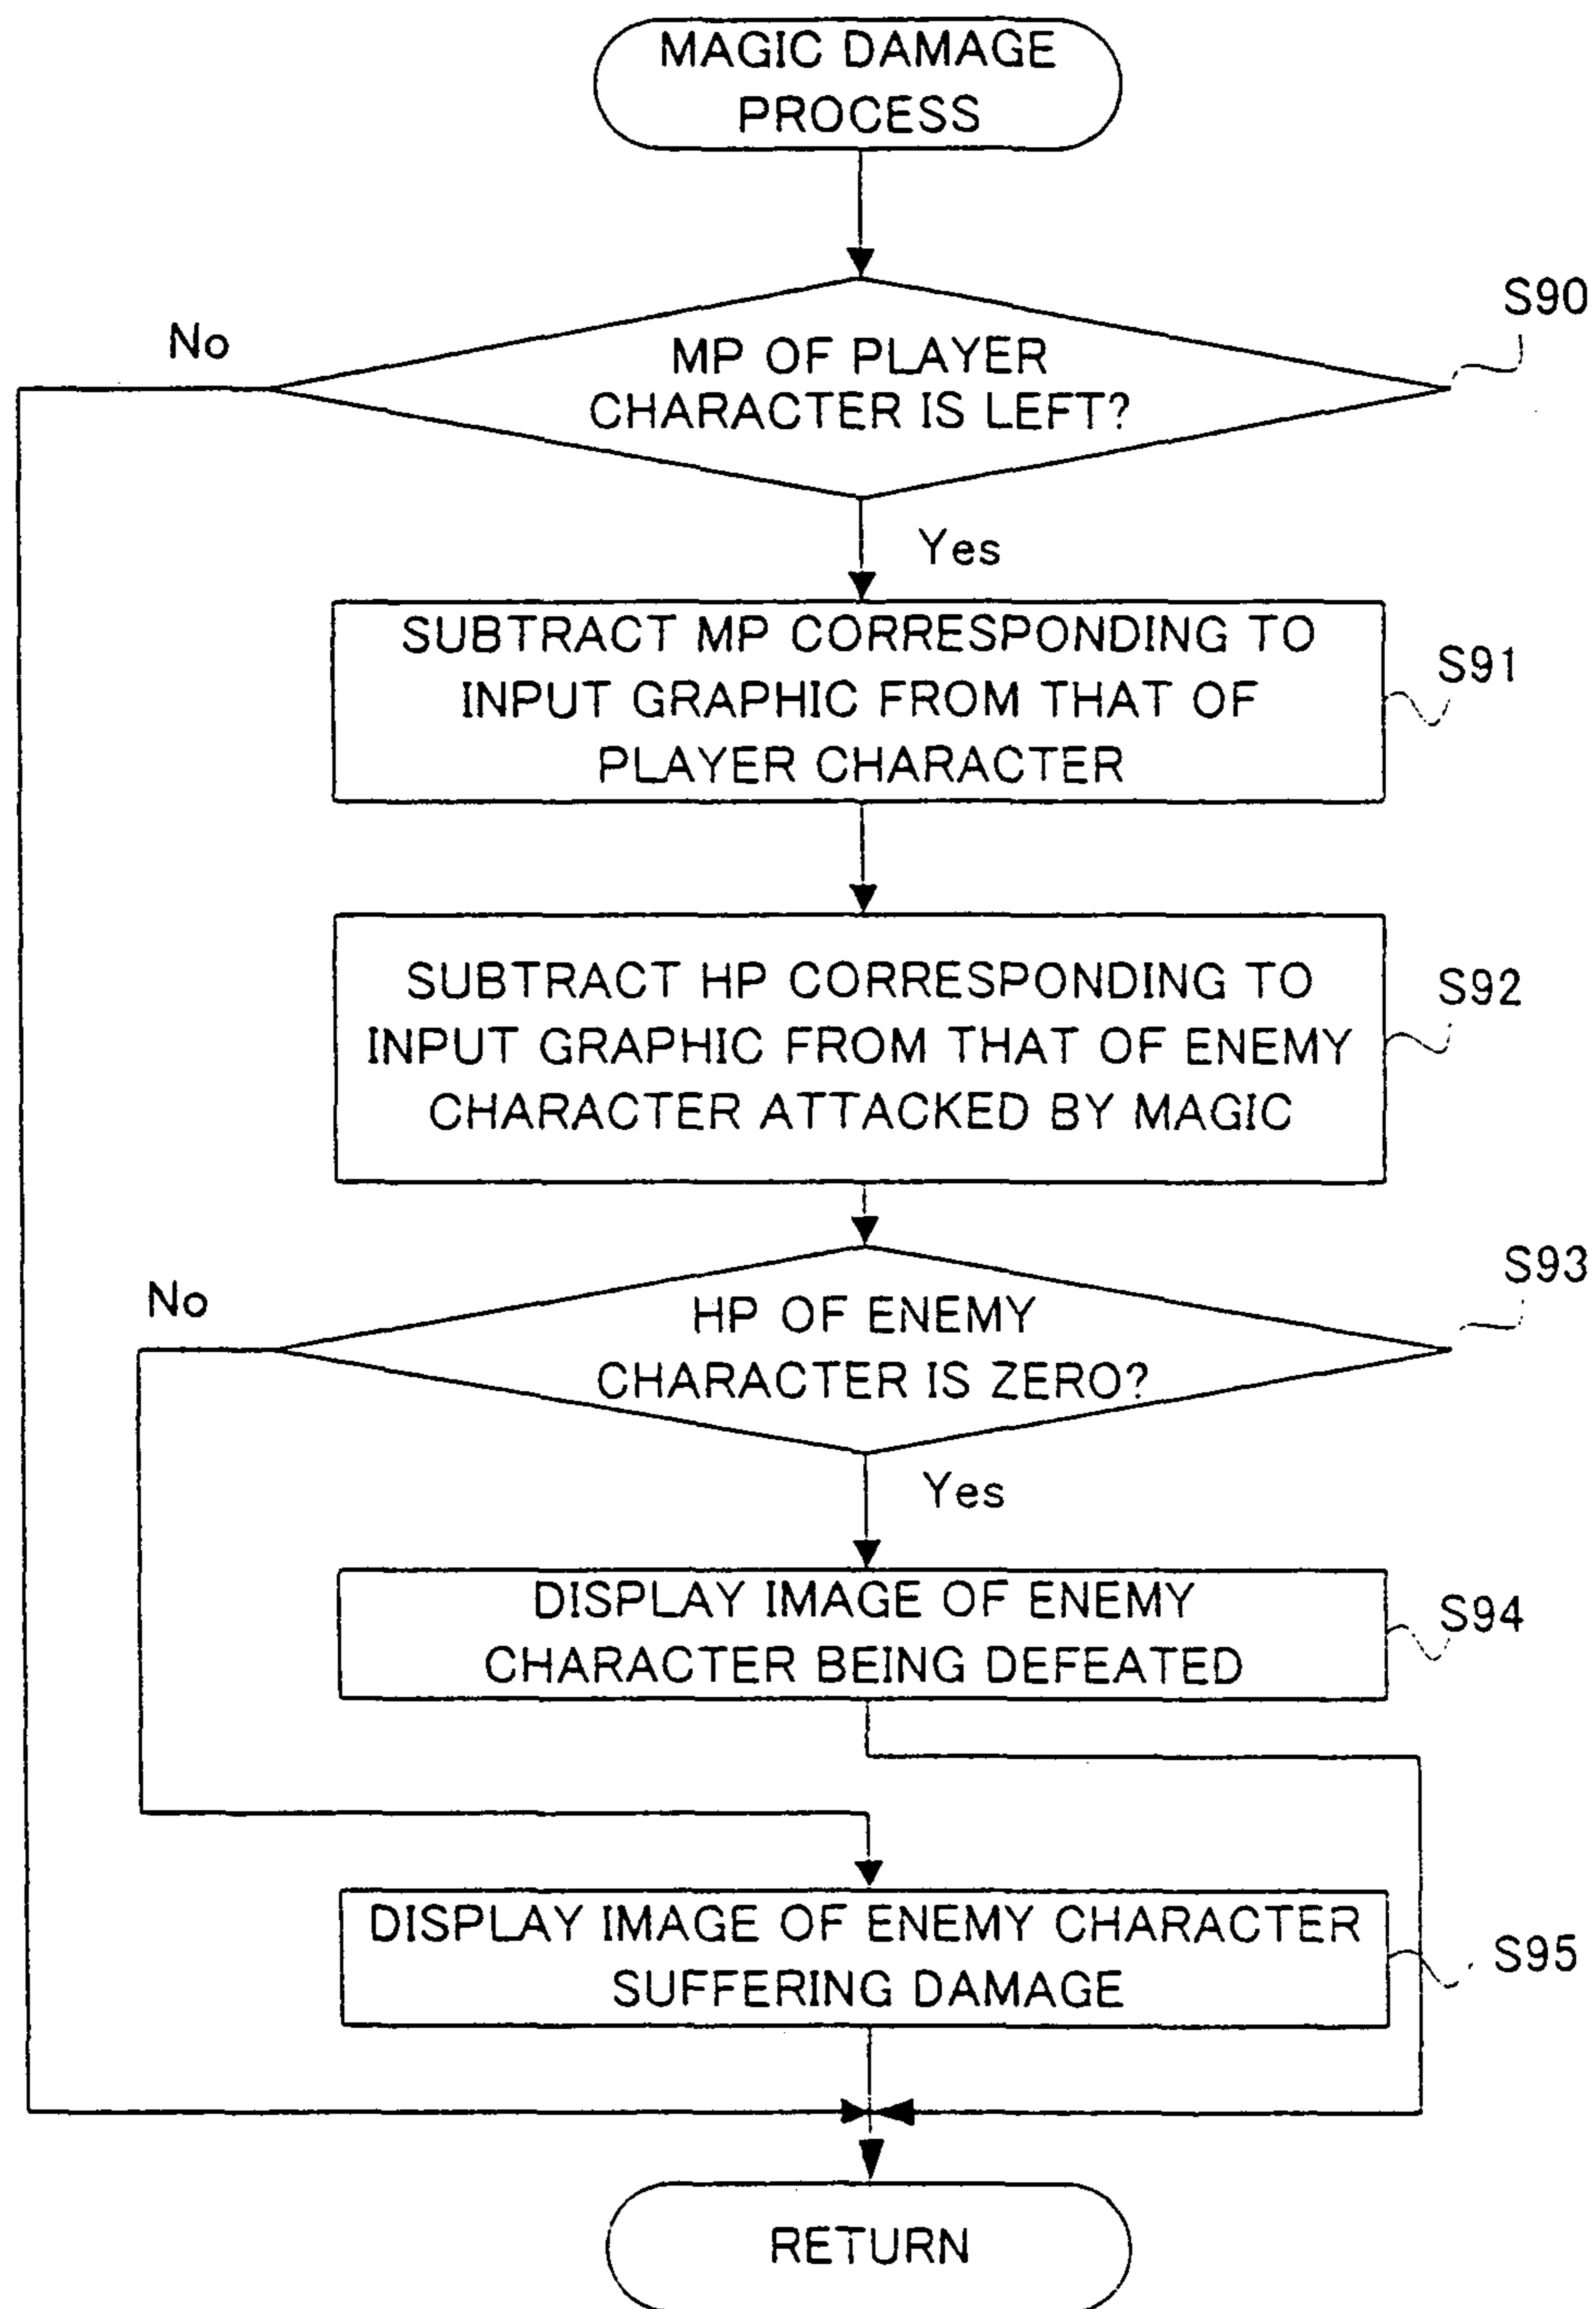 MAGIC DAMAGE
PROCESS
S90
No
MP OF PLAYER
CHARACTER IS LEFT?
Yes
SUBTRACT MP CORRESPONDING TO
INPUT GRAPHIC FROM THAT OF
PLAYER CHARACTER
S91
SUBTRACT HP CORRESPONDING TO
INPUT GRAPHIC FROM THAT OF ENEMY
CHARACTER ATTACKED BY MAGIC
S92
S93
No
HP OF ENEMY
CHARACTER IS ZERO?
Yes
DISPLAY IMAGE OF ENEMY
CHARACTER BEING DEFEATED
S94
DISPLAY IMAGE OF ENEMY CHARACTER
SUFFERING DAMAGE
S95
RETURN